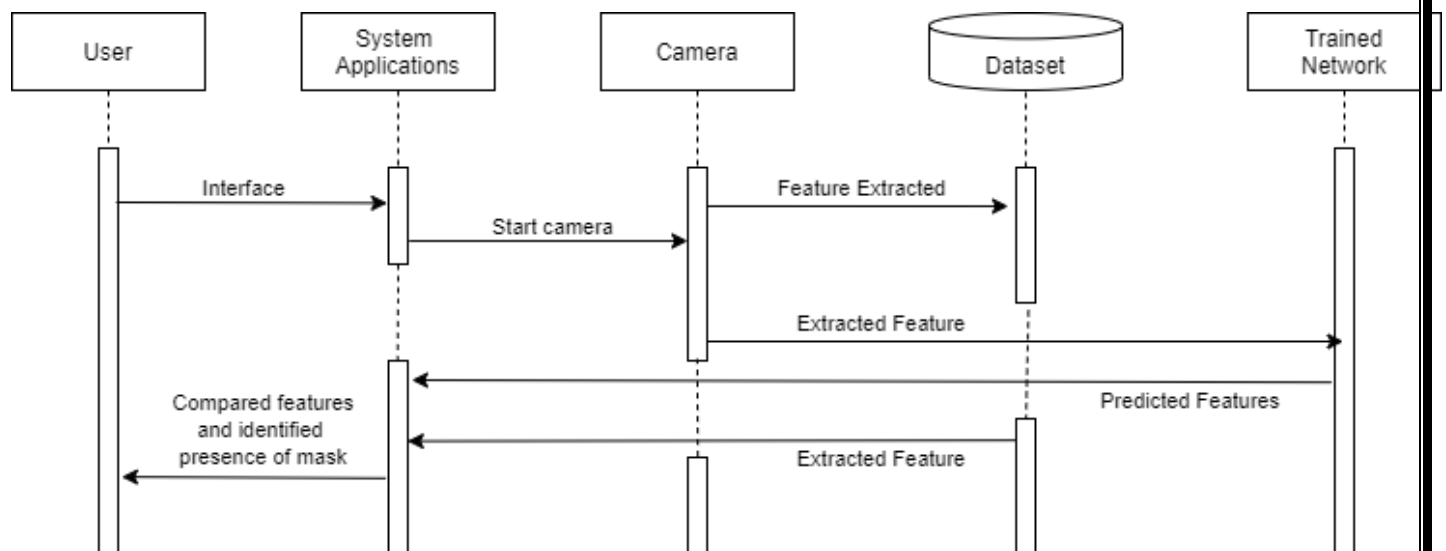 User
System
Applications
Camera
Dataset
Trained
Network
Interface
Feature Extracted
Start camera
Extracted Feature
Predicted Features
Compared features
and identified
presence of mask
Extracted Feature